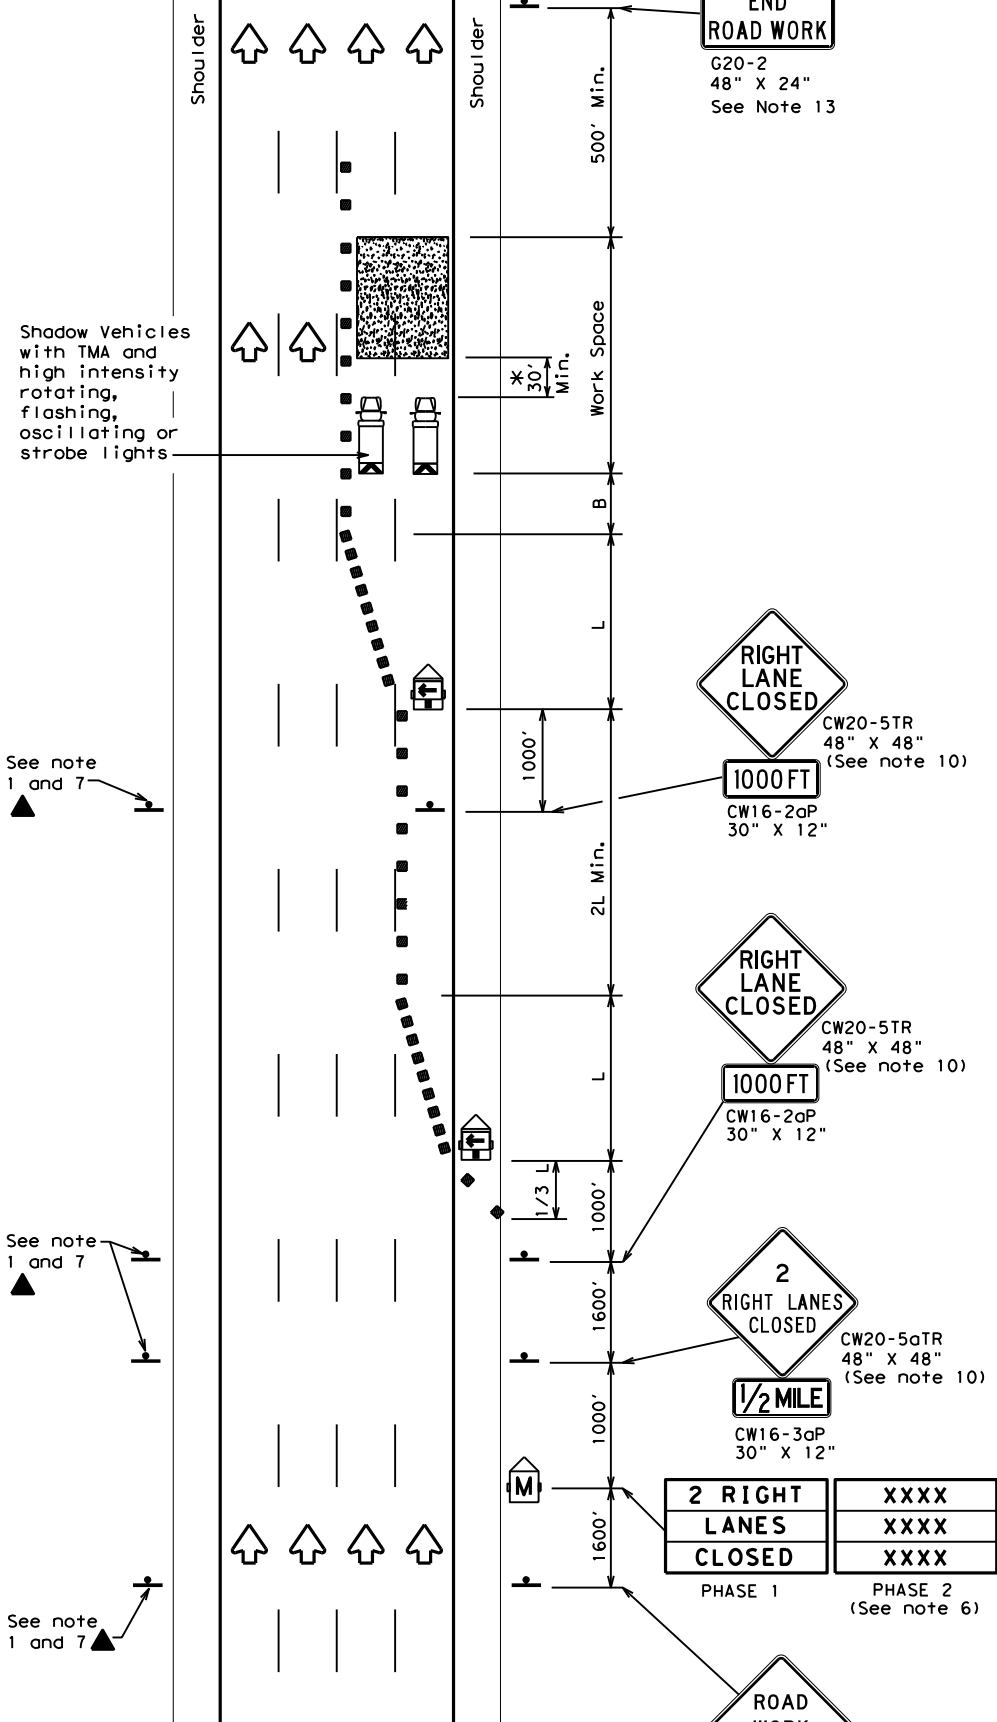 END
ROAD WORK
G20-2
48" X 24"
See Note 13
Shoulder
Shoulder
500' Min.
Shadow Vehicles
with TMA and
high intensity
rotating,
flashing,
oscillating or
strobe lights
* 30'
Min.
Work Space
B
L
RIGHT
LANE
CLOSED
CW20-5TR
48" X 48"
(See note 10)
1000 FT
CW16-2aP
30" X 12"
1000'
See note
1 and 7
2L Min.
RIGHT
LANE
CLOSED
CW20-5TR
48" X 48"
(See note 10)
1000 FT
CW16-2aP
30" X 12"
L
1/3 L
1000'
See note
1 and 7
1600'
2
RIGHT LANES
CLOSED
CW20-5aTR
48" X 48"
(See note 10)
1/2 MILE
CW16-3aP
30" X 12"
1000'
M
2 RIGHT
LANES
CLOSED
PHASE 1
XXXX
XXXX
XXXX
PHASE 2
(See note 6)
1600'
See note
1 and 7
ROAD